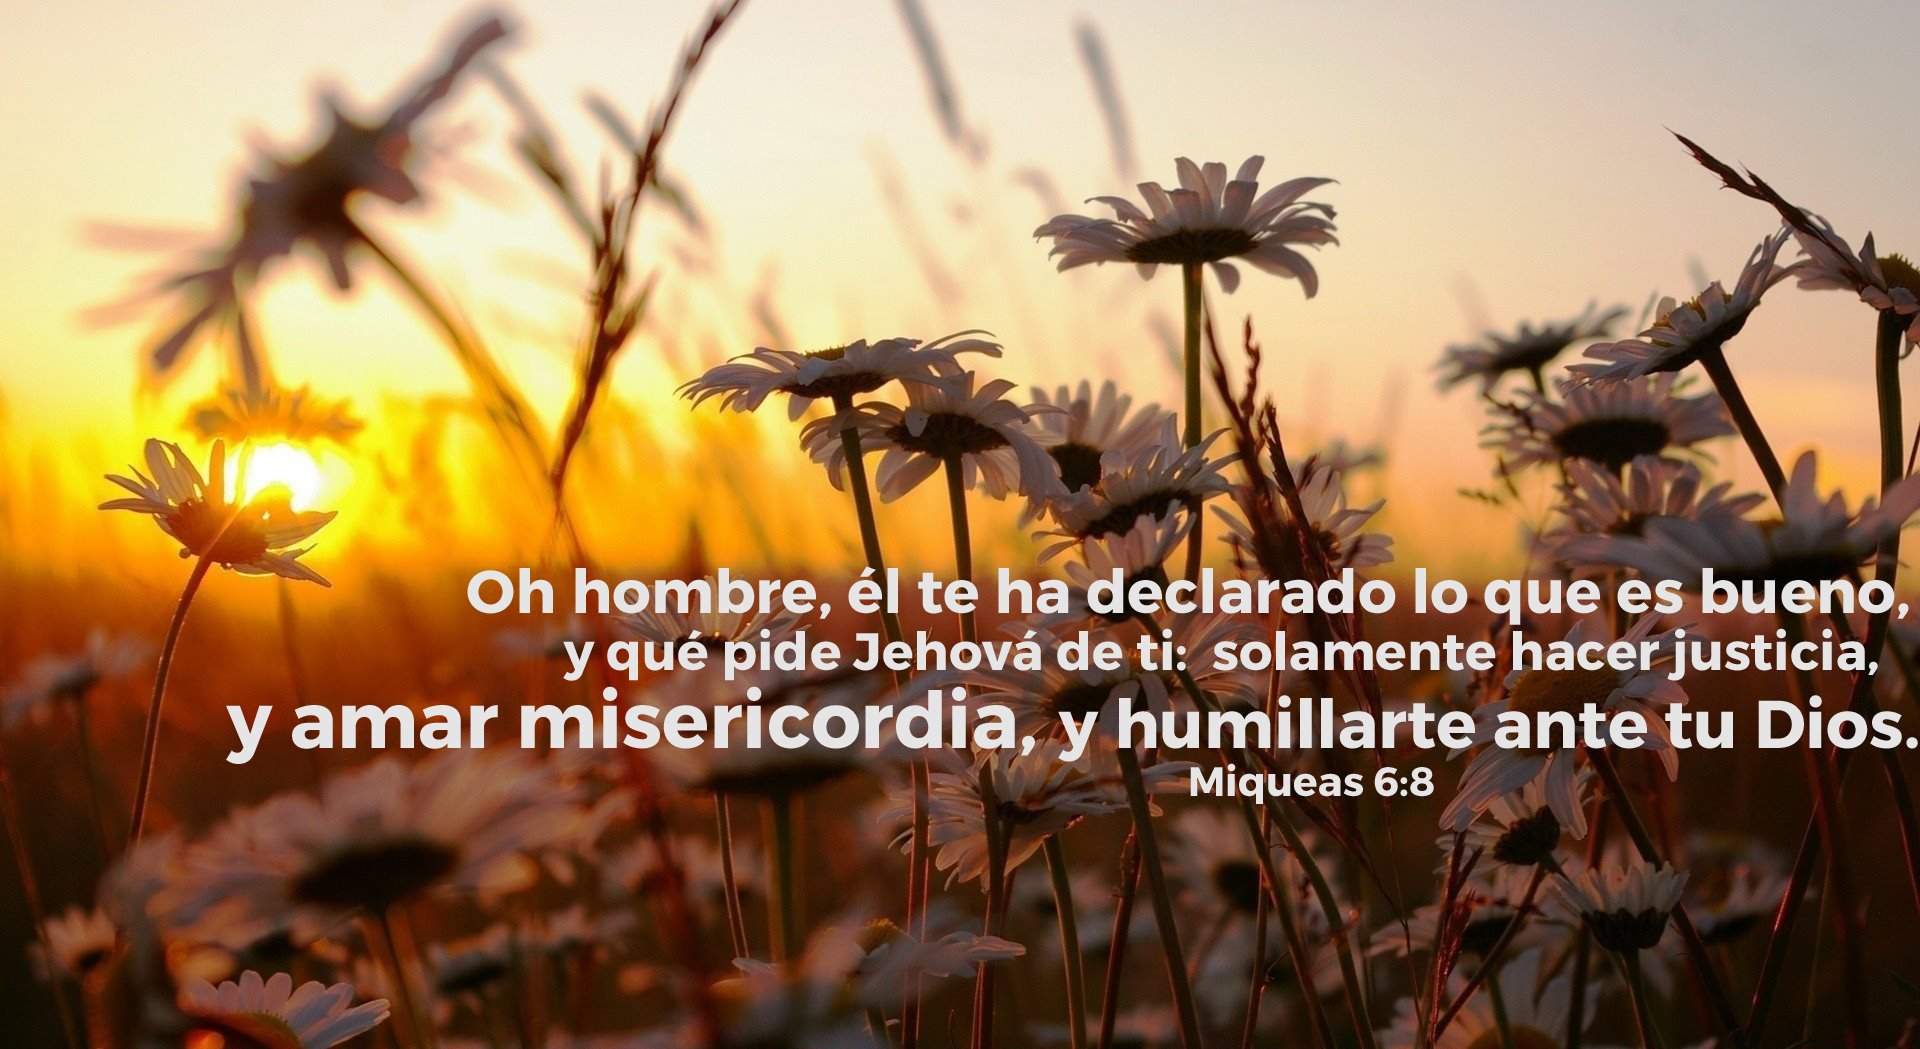 Oh hombre, él te ha declarado lo que es bueno,
y qué pide Jehová de ti: solamente hacer justicia,
y amar misericordia, y humillarte ante tu Dios.
Miqueas 6:8